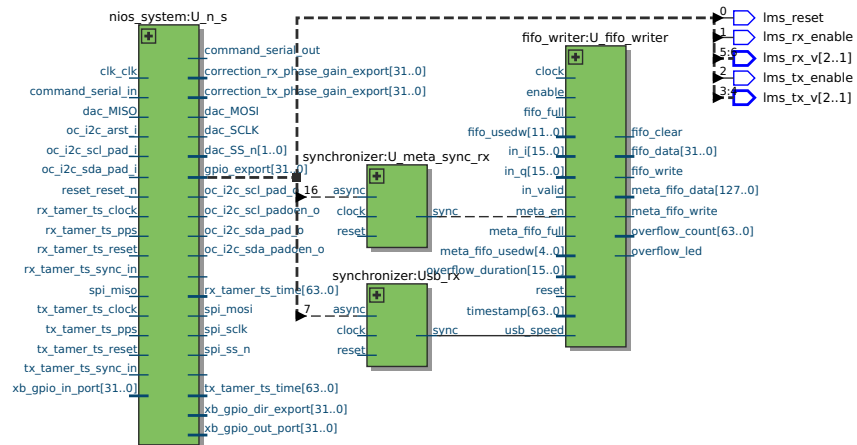 nios_system:U_n_s
clk_clk
command_serial_in
dac_MISO
oc_i2c_arst_i
oc_i2c_scl_pad_i
oc_i2c_sda_pad_i
reset_reset_n
rx_tamer_ts_clock
rx_tamer_ts_pps
rx_tamer_ts_reset
rx_tamer_ts_sync_in
spi_miso
tx_tamer_ts_clock
tx_tamer_ts_pps
tx_tamer_ts_reset
tx_tamer_ts_sync_in
xb_gpio_in_port[31..0]
command_serial_out
correction_rx_phase_gain_export[31..0]
correction_tx_phase_gain_export[31..0]
dac_MOSI
dac_SCLK
dac_SS_n[1..0]
gpio_export[31..0]
oc_i2c_scl_pad_o
oc_i2c_scl_padoen_o
oc_i2c_sda_pad_o
oc_i2c_sda_padoen_o
rx_tamer_ts_time[63..0]
spi_mosi
spi_sclk
spi_ss_n
tx_tamer_ts_time[63..0]
xb_gpio_dir_export[31..0]
xb_gpio_out_port[31..0]
synchronizer:U_meta_sync_rx
16
async
clock
reset
sync
synchronizer:Usb_rx
7
async
clock
reset
sync
fifo_writer:U_fifo_writer
clock
enable
fifo_full
fifo_usedw[11..0]
in_i[15..0]
in_q[15..0]
in_valid
meta_en
meta_fifo_full
meta_fifo_usedw[4..0]
overflow_duration[15..0]
reset
timestamp[63..0]
usb_speed
fifo_clear
fifo_data[31..0]
fifo_write
meta_fifo_data[127..0]
meta_fifo_write
overflow_count[63..0]
overflow_led
0 lms_reset
1 lms_rx_enable
5:6 lms_rx_v[2..1]
2 lms_tx_enable
3:4 lms_tx_v[2..1]